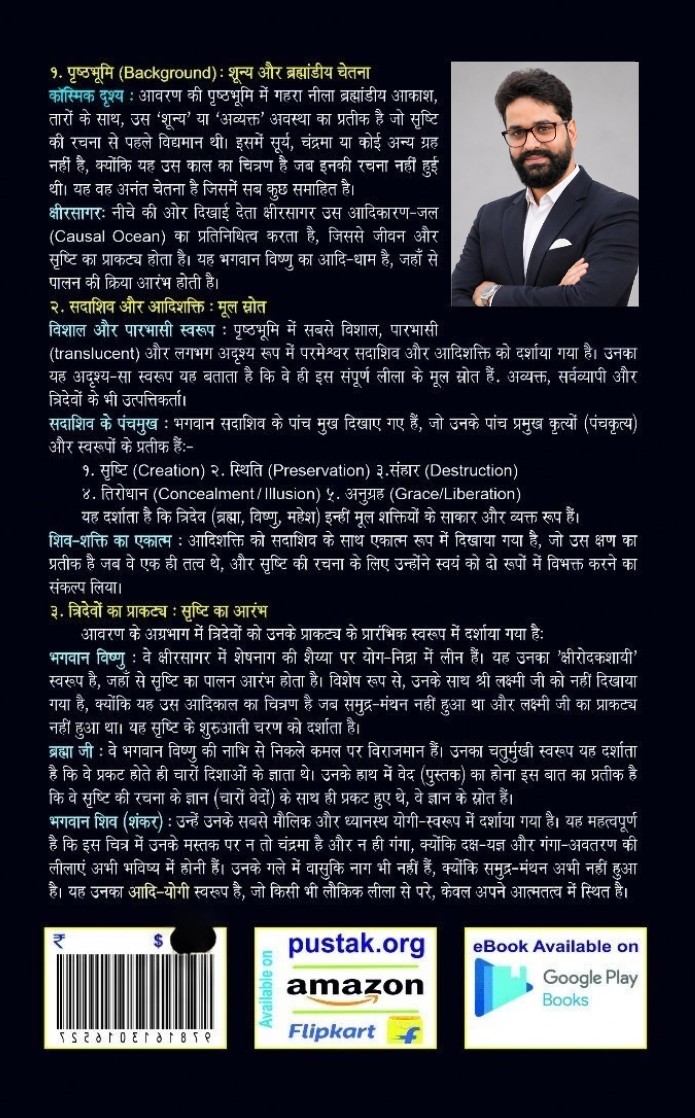 १. पृष्ठभूमि (Background) : शून्य और ब्रह्मांडीय चेतना
कॉस्मिक दृश्य : आवरण की पृष्ठभूमि में गहरा नीला ब्रह्मांडीय आकाश,
तारों के साथ, उस ‘शून्य’ या ‘अव्यक्त’ अवस्था का प्रतीक है जो सृष्टि
की रचना से पहले विद्यमान थी। इसमें सूर्य, चंद्रमा या कोई अन्य ग्रह
नहीं है, क्योंकि यह उस काल का चित्रण है जब इनकी रचना नहीं हुई
थी। यह वह अनंत चेतना है जिसमें सब कुछ समाहित है।
क्षीरसागरः नीचे की ओर दिखाई देता क्षीरसागर उस आदिकारण-जल
(Causal Ocean) का प्रतिनिधित्व करता है, जिससे जीवन और
सृष्टि का प्राकट्य होता है। यह भगवान विष्णु का आदि-धाम है, जहाँ से
पालन की क्रिया आरंभ होती है।
२. सदाशिव और आदिशक्ति : मूल स्रोत
विशाल और पारभासी स्वरूप : पृष्ठभूमि में सबसे विशाल, पारभासी
(translucent) और लगभग अदृश्य रूप में परमेश्वर सदाशिव और आदिशक्ति को दर्शाया गया है। उनका
यह अदृश्य-सा स्वरूप यह बताता है कि वे ही इस संपूर्ण लीला के मूल स्रोत हैं. अव्यक्त, सर्वव्यापी और
त्रिदेवों के भी उत्पत्तिकर्ता।
सदाशिव के पंचमुख : भगवान सदाशिव के पांच मुख दिखाए गए हैं, जो उनके पांच प्रमुख कृत्यों (पंचकृत्य)
और स्वरूपों के प्रतीक हैं:-
१. सृष्टि (Creation) २. स्थिति (Preservation) ३.संहार (Destruction)
४. तिरोधान (Concealment / Illusion) ५. अनुग्रह (Grace/Liberation)
यह दर्शाता है कि त्रिदेव (ब्रह्मा, विष्णु, महेश) इन्हीं मूल शक्तियों के साकार और व्यक्त रूप हैं।
शिव-शक्ति का एकात्म : आदिशक्ति को सदाशिव के साथ एकात्म रूप में दिखाया गया है, जो उस क्षण का
प्रतीक है जब वे एक ही तत्व थे, और सृष्टि की रचना के लिए उन्होंने स्वयं को दो रूपों में विभक्त करने का
संकल्प लिया।
३. त्रिदेवों का प्राकट्य : सृष्टि का आरंभ
आवरण के अग्रभाग में त्रिदेवों को उनके प्राकट्य के प्रारंभिक स्वरूप में दर्शाया गया है:
भगवान विष्णु : वे क्षीरसागर में शेषनाग की शैय्या पर योग-निद्रा में लीन हैं। यह उनका 'क्षीरोदकशायी'
स्वरूप है, जहाँ से सृष्टि का पालन आरंभ होता है। विशेष रूप से, उनके साथ श्री लक्ष्मी जी को नहीं दिखाया
गया है, क्योंकि यह उस आदिकाल का चित्रण है जब समुद्र-मंथन नहीं हुआ था और लक्ष्मी जी का प्राकट्य
नहीं हुआ था। यह सृष्टि के शुरुआती चरण को दर्शाता है।
ब्रह्मा जी : वे भगवान विष्णु की नाभि से निकले कमल पर विराजमान हैं। उनका चतुर्मुखी स्वरूप यह दर्शाता
है कि वे प्रकट होते ही चारों दिशाओं के ज्ञाता थे। उनके हाथ में वेद (पुस्तक) का होना इस बात का प्रतीक है
कि वे सृष्टि की रचना के ज्ञान (चारों वेदों) के साथ ही प्रकट हुए थे, वे ज्ञान के स्रोत हैं।
भगवान शिव (शंकर) : उन्हें उनके सबसे मौलिक और ध्यानस्थ योगी-स्वरूप में दर्शाया गया है। यह महत्वपूर्ण
है कि इस चित्र में उनके मस्तक पर न तो चंद्रमा है और न ही गंगा, क्योंकि दक्ष-यज्ञ और गंगा-अवतरण की
लीलाएं अभी भविष्य में होनी हैं। उनके गले में वासुकि नाग भी नहीं हैं, क्योंकि समुद्र-मंथन अभी नहीं हुआ
है। यह उनका आदि-योगी स्वरूप है, जो किसी भी लौकिक लीला से परे, केवल अपने आत्मतत्व में स्थित है।
₹ $
9781613016527
Available on
pustak.org
amazon
Flipkart
eBook Available on
Google Play
Books